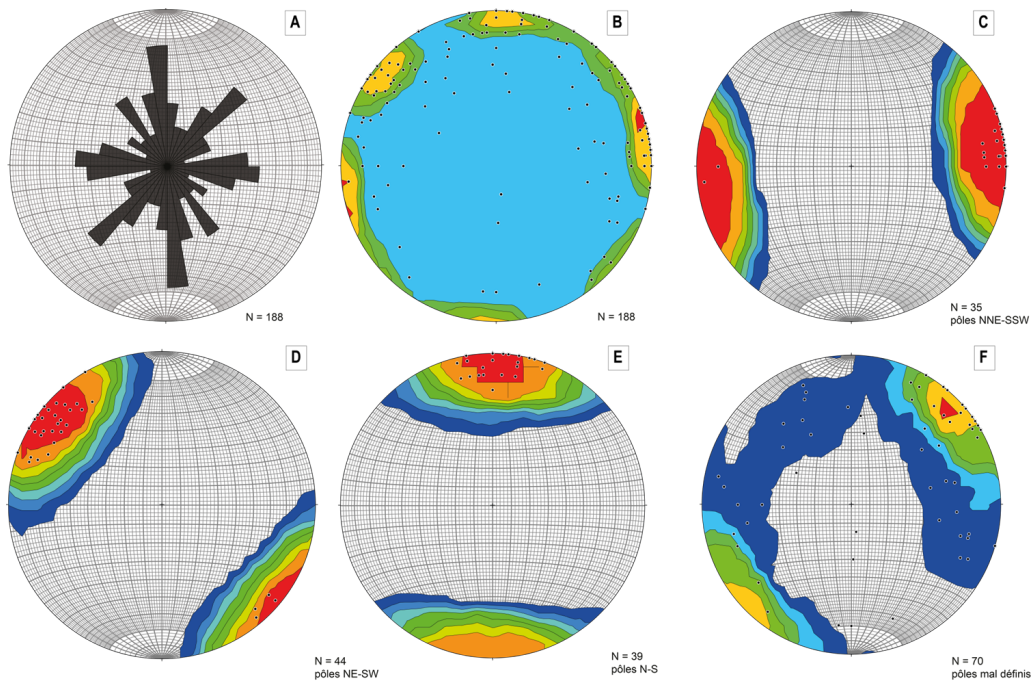 A
B
C
N = 188
N = 188
N = 35
pôles NNE-SSW
D
E
F
N = 44
pôles NE-SW
N = 39
pôles N-S
N = 70
pôles mal définis